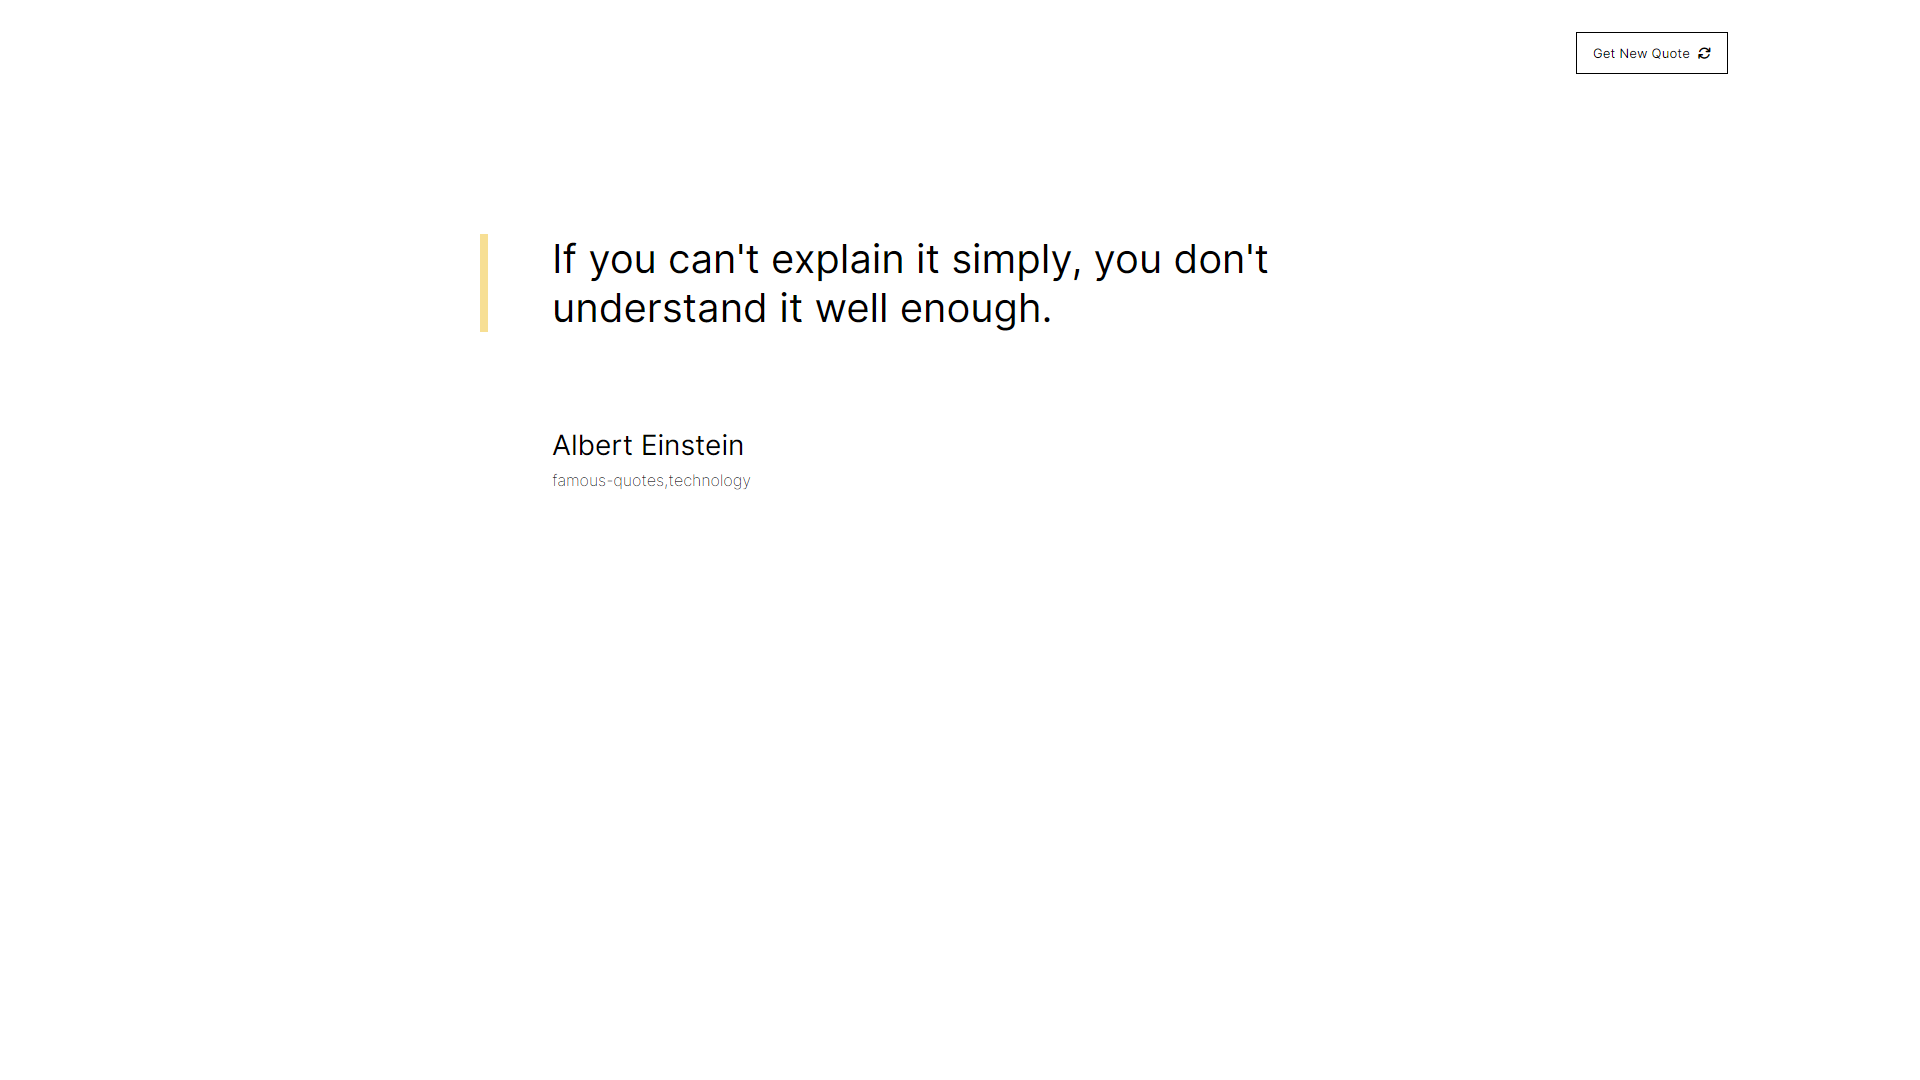 Get New Quote
If you can't explain it simply, you don't
understand it well enough.
Albert Einstein
famous-quotes,technology